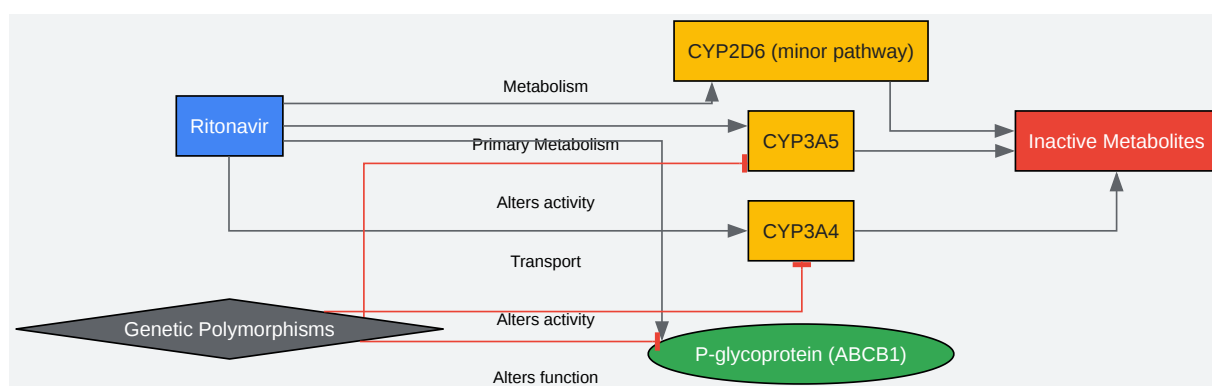 CYP2D6 (minor pathway)
Metabolism
Ritonavir
CYP3A5
Inactive Metabolites
Primary Metabolism
Alters activity
CYP3A4
Transport
Alters activity
Genetic Polymorphisms
P-glycoprotein (ABCB1)
Alters function